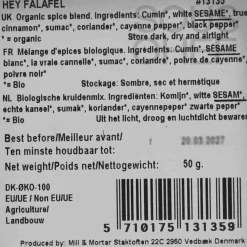 HEY FALAFEL #13135
UK Organic spice blend. Ingredients: Cumin*, white SESAME*, true
cinnamon*, sumac*, coriander*, cayenne pepper*, black pepper*
* = organic Store dark, dry and airtight
FR Mélange d'épices biologique. Ingrédients: Cumin*, SESAME
blanc*, la vraie cannelle*, sumac*, coriandre*, poivre de cayenne*,
poivre noir*
* = Bio Stockage: Sombre, sec et hermétique
NL Biologische kruidenmix. Ingrediënten: Komijn*, witte SESAM*,
echte kaneel*, sumak*, koriander*, cayennepeper* zwarte peper*
* = Bio Uit het licht, droog en luchtdicht bewaren
Best before/Meilleur avant/
Ten minste houdbaar tot: 20.03.2027
Net weight/Poids net/Nettogewicht: 50 g.
DK-ØKO-100
EU/UE / Non EU/UE
Agriculture/
Landbouw
5 710175 131359
Produced by: Mill & Mortar Staktoften 22C 2950 Vedbæk Denmark